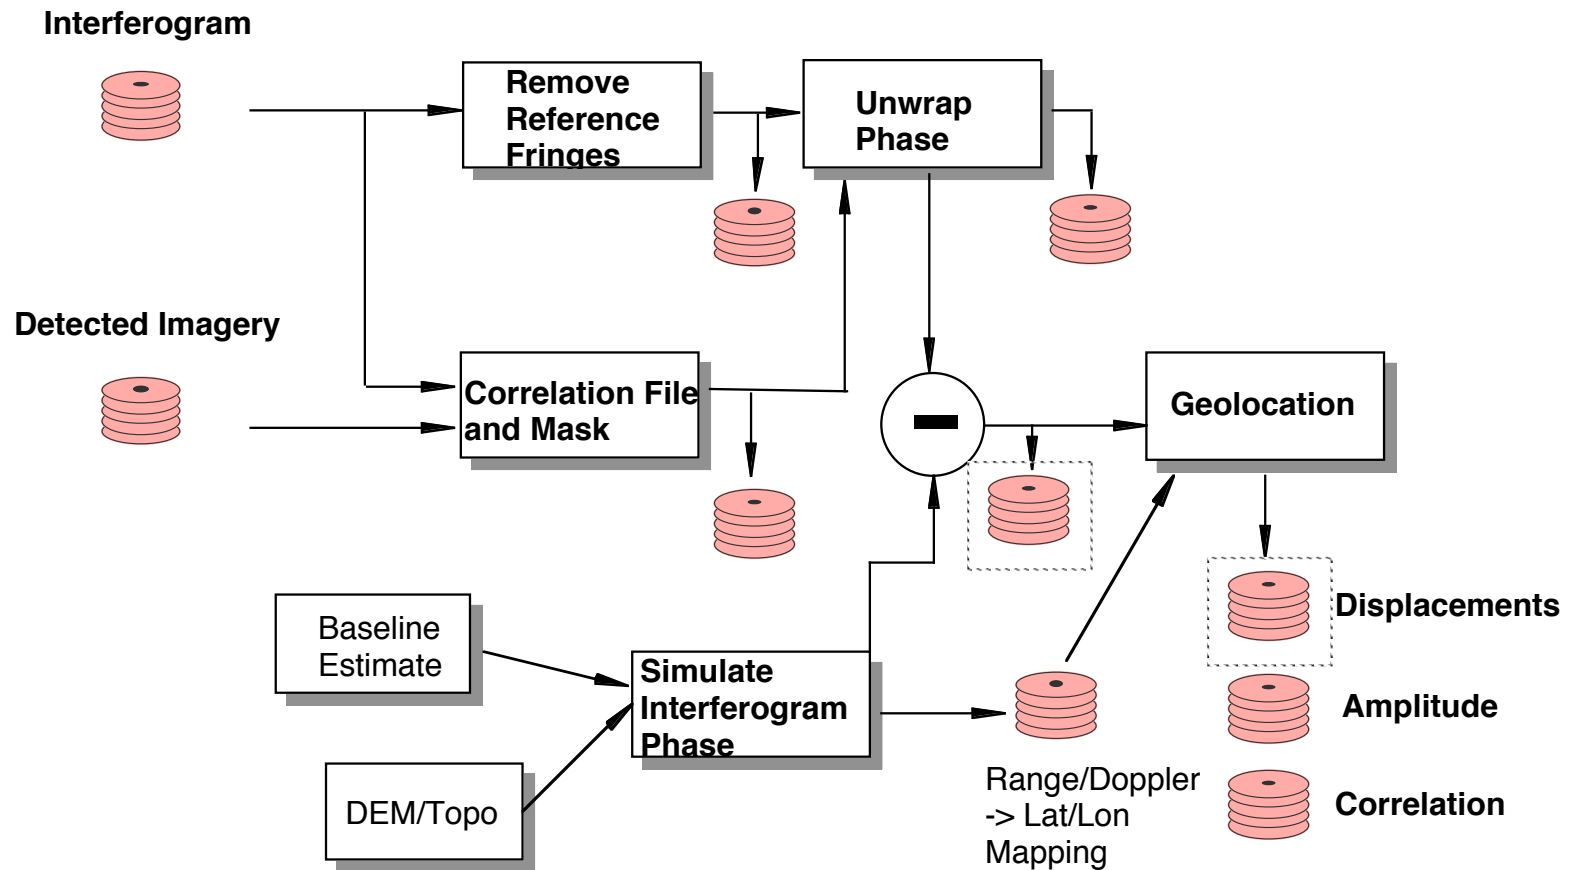 Interferogram
Remove
Reference
Fringes
Unwrap
Phase
Detected Imagery
Correlation File
and Mask
Geolocation
Baseline
Estimate
Simulate
Interferogram
Phase
DEM/Topo
Range/Doppler
-> Lat/Lon
Mapping
Displacements
Amplitude
Correlation